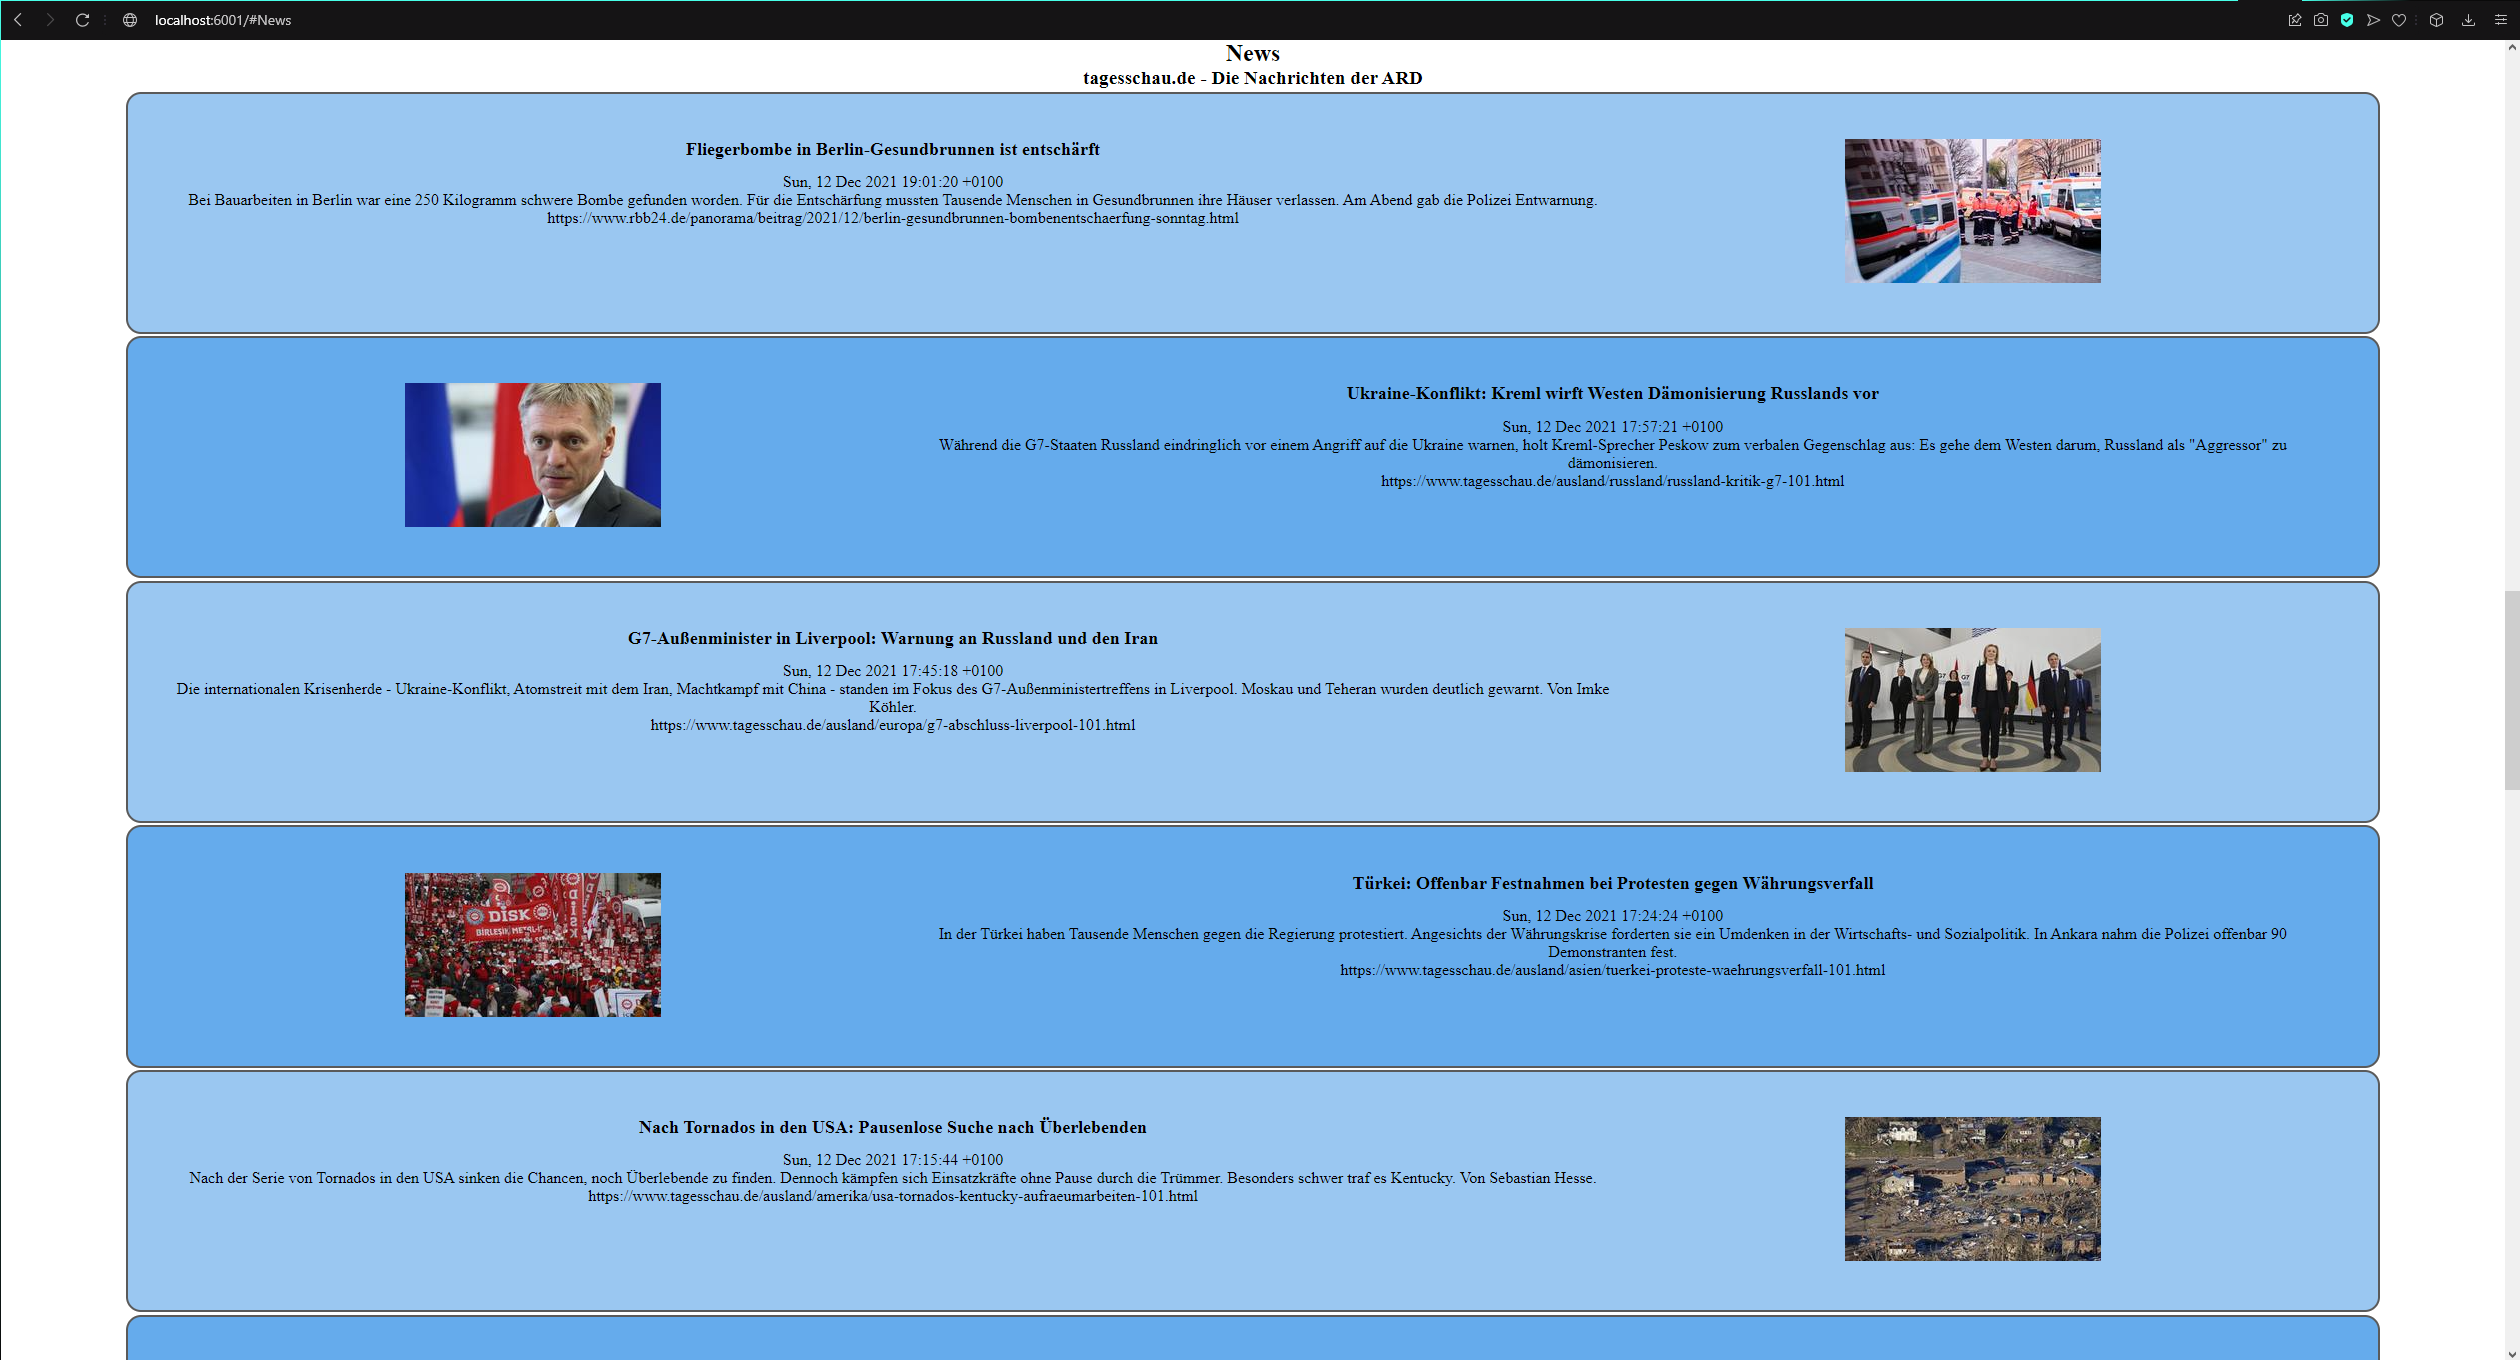 localhost:6001/#News
News
tagesschau.de - Die Nachrichten der ARD
Fliegerbombe in Berlin-Gesundbrunnen ist entschärft
Sun, 12 Dec 2021 19:01:20 +0100
Bei Bauarbeiten in Berlin war eine 250 Kilogramm schwere Bombe gefunden worden. Für die Entschärfung mussten Tausende Menschen in Gesundbrunnen ihre Häuser verlassen. Am Abend gab die Polizei Entwarnung.
https://www.rbb24.de/panorama/beitrag/2021/12/berlin-gesundbrunnen-bombenentschaerfung-sonntag.html
Ukraine-Konflikt: Kreml wirft Westen Dämonisierung Russlands vor
Sun, 12 Dec 2021 17:57:21 +0100
Während die G7-Staaten Russland eindringlich vor einem Angriff auf die Ukraine warnen, holt Kreml-Sprecher Peskow zum verbalen Gegenschlag aus: Es gehe dem Westen darum, Russland als "Aggressor" zu
dämonisieren.
https://www.tagesschau.de/ausland/russland/russland-kritik-g7-101.html
G7-Außenminister in Liverpool: Warnung an Russland und den Iran
Sun, 12 Dec 2021 17:45:18 +0100
Die internationalen Krisenherde - Ukraine-Konflikt, Atomstreit mit dem Iran, Machtkampf mit China - standen im Fokus des G7-Außenministertreffens in Liverpool. Moskau und Teheran wurden deutlich gewarnt. Von Imke
Köhler.
https://www.tagesschau.de/ausland/europa/g7-abschluss-liverpool-101.html
G7 G7
DİSK
BİRLEŞİK METAL-İ
Türkei: Offenbar Festnahmen bei Protesten gegen Währungsverfall
Sun, 12 Dec 2021 17:24:24 +0100
In der Türkei haben Tausende Menschen gegen die Regierung protestiert. Angesichts der Währungskrise forderten sie ein Umdenken in der Wirtschafts- und Sozialpolitik. In Ankara nahm die Polizei offenbar 90
Demonstranten fest.
https://www.tagesschau.de/ausland/asien/tuerkei-proteste-waehrungsverfall-101.html
Nach Tornados in den USA: Pausenlose Suche nach Überlebenden
Sun, 12 Dec 2021 17:15:44 +0100
Nach der Serie von Tornados in den USA sinken die Chancen, noch Überlebende zu finden. Dennoch kämpfen sich Einsatzkräfte ohne Pause durch die Trümmer. Besonders schwer traf es Kentucky. Von Sebastian Hesse.
https://www.tagesschau.de/ausland/amerika/usa-tornados-kentucky-aufraeumarbeiten-101.html